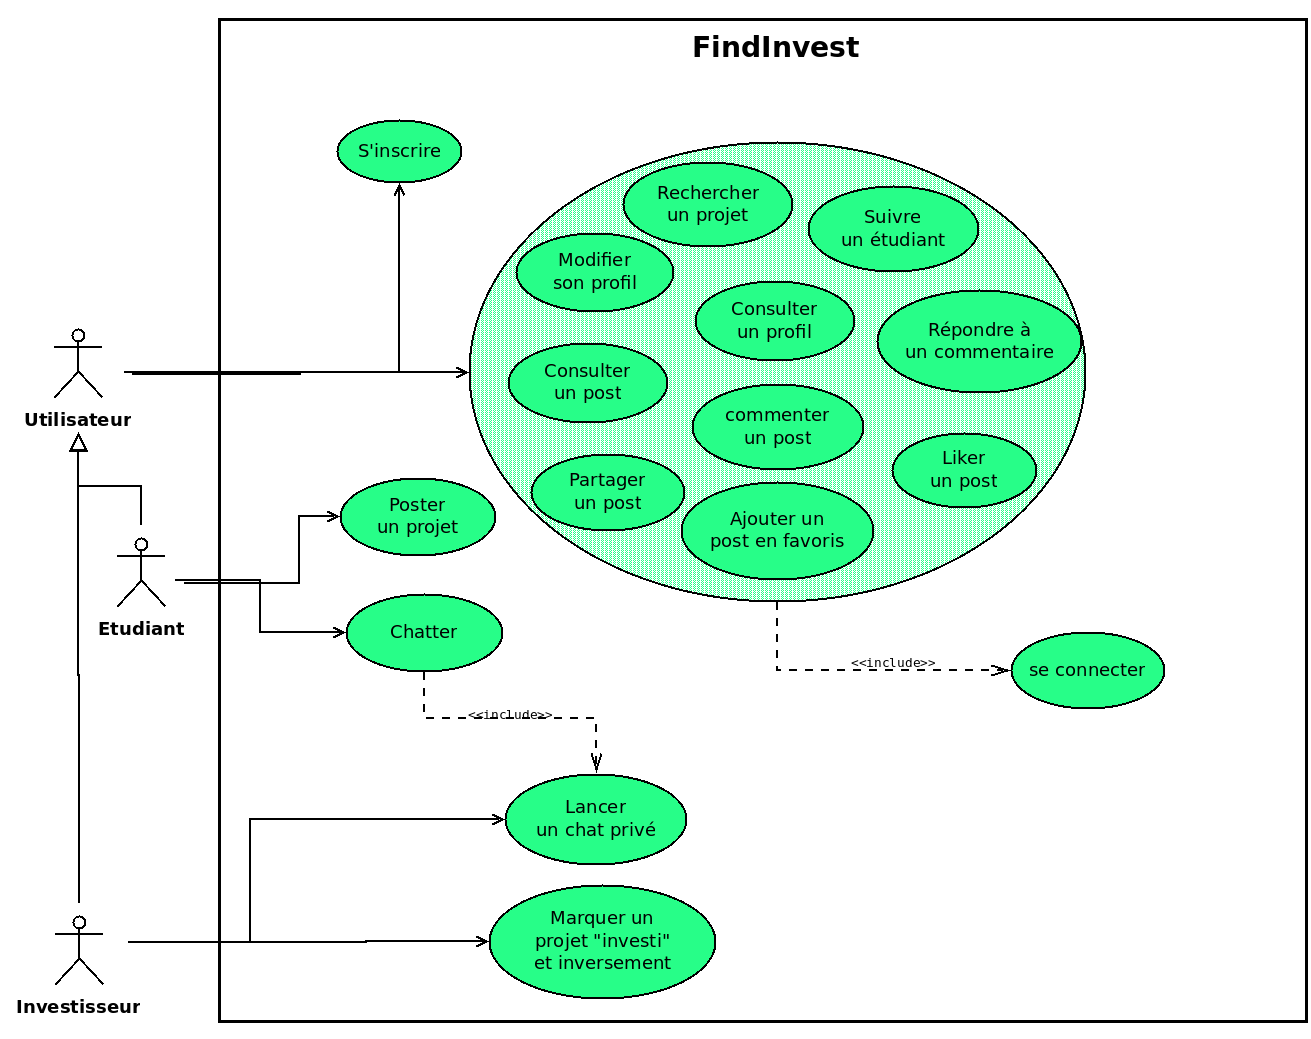 FindInvest
S'inscrire
Rechercher
un projet
Suivre
un étudiant
Modifier
son profil
Consulter
un profil
Répondre à
un commentaire
Consulter
un post
commenter
un post
Liker
un post
Partager
un post
Ajouter un
post en favoris
Utilisateur
Poster
un projet
Etudiant
Chatter
<<include>>
se connecter
<<include>>
Lancer
un chat privé
Marquer un
projet "investi"
et inversement
Investisseur